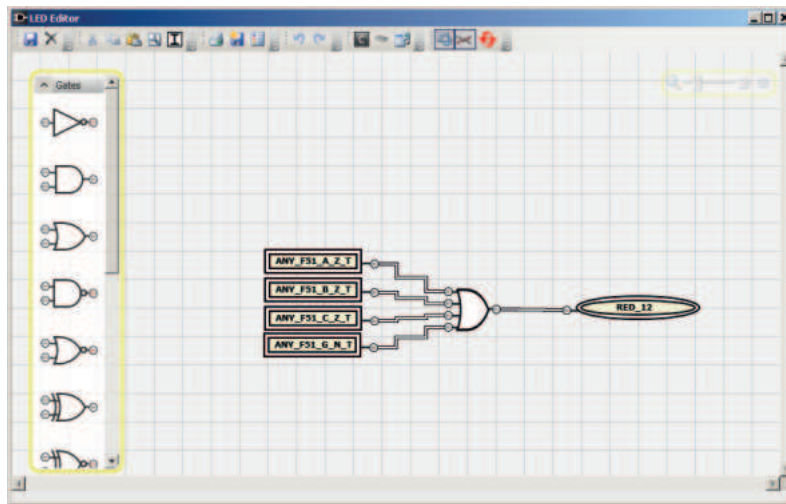 LED Editor
Gates
ANY_F51_A_Z_T
ANY_F51_B_Z_T
ANY_F51_C_Z_T
ANY_F51_G_N_T
RED_12